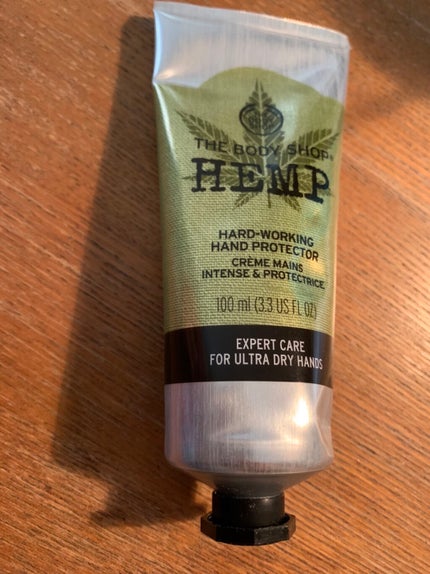 THE BODY SHOP®
HEMP
HARD-WORKING
HAND PROTECTOR
CRÈME MAINS
INTENSE & PROTECTRICE
100 ml (3.3 US FL OZ)
EXPERT CARE
FOR ULTRA DRY HANDS